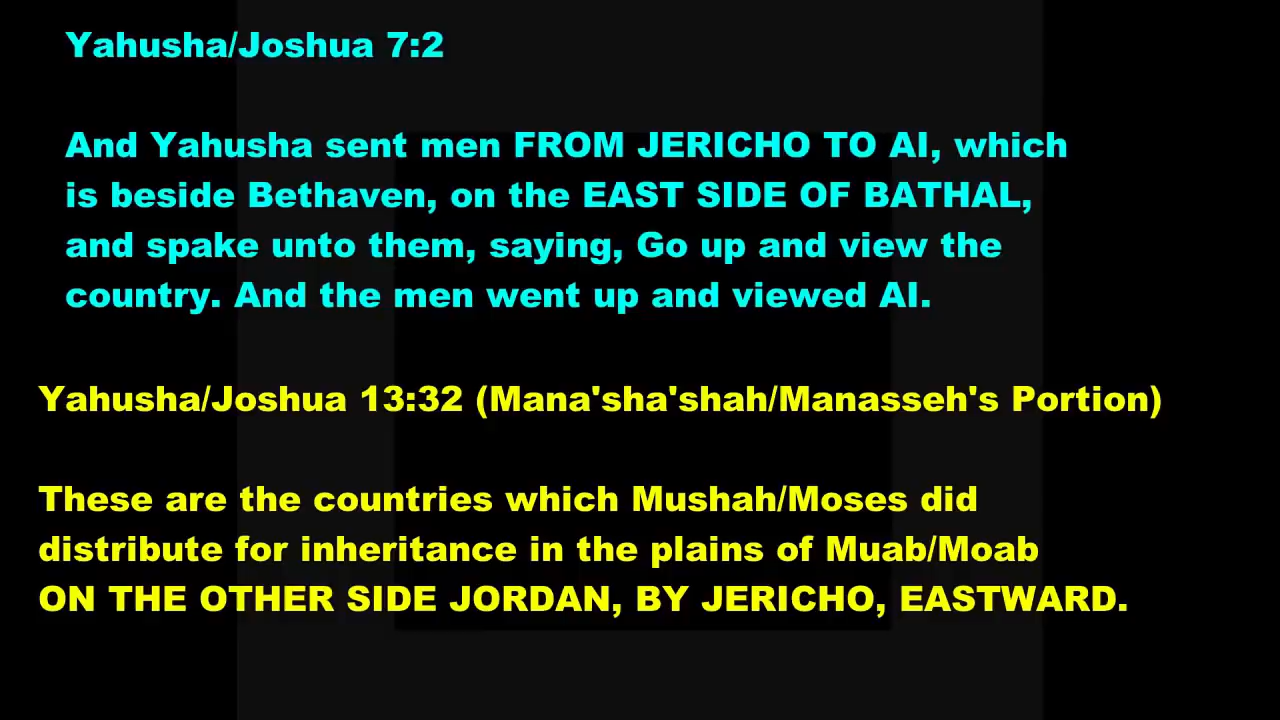 Yahusha/Joshua 7:2
And Yahusha sent men FROM JERICHO TO AI, which
is beside Bethaven, on the EAST SIDE OF BATHAL,
and spake unto them, saying, Go up and view the
country. And the men went up and viewed AI.
Yahusha/Joshua 13:32 (Mana'sha'shah/Manasseh's Portion)
These are the countries which Mushah/Moses did
distribute for inheritance in the plains of Muab/Moab
ON THE OTHER SIDE JORDAN, BY JERICHO, EASTWARD.